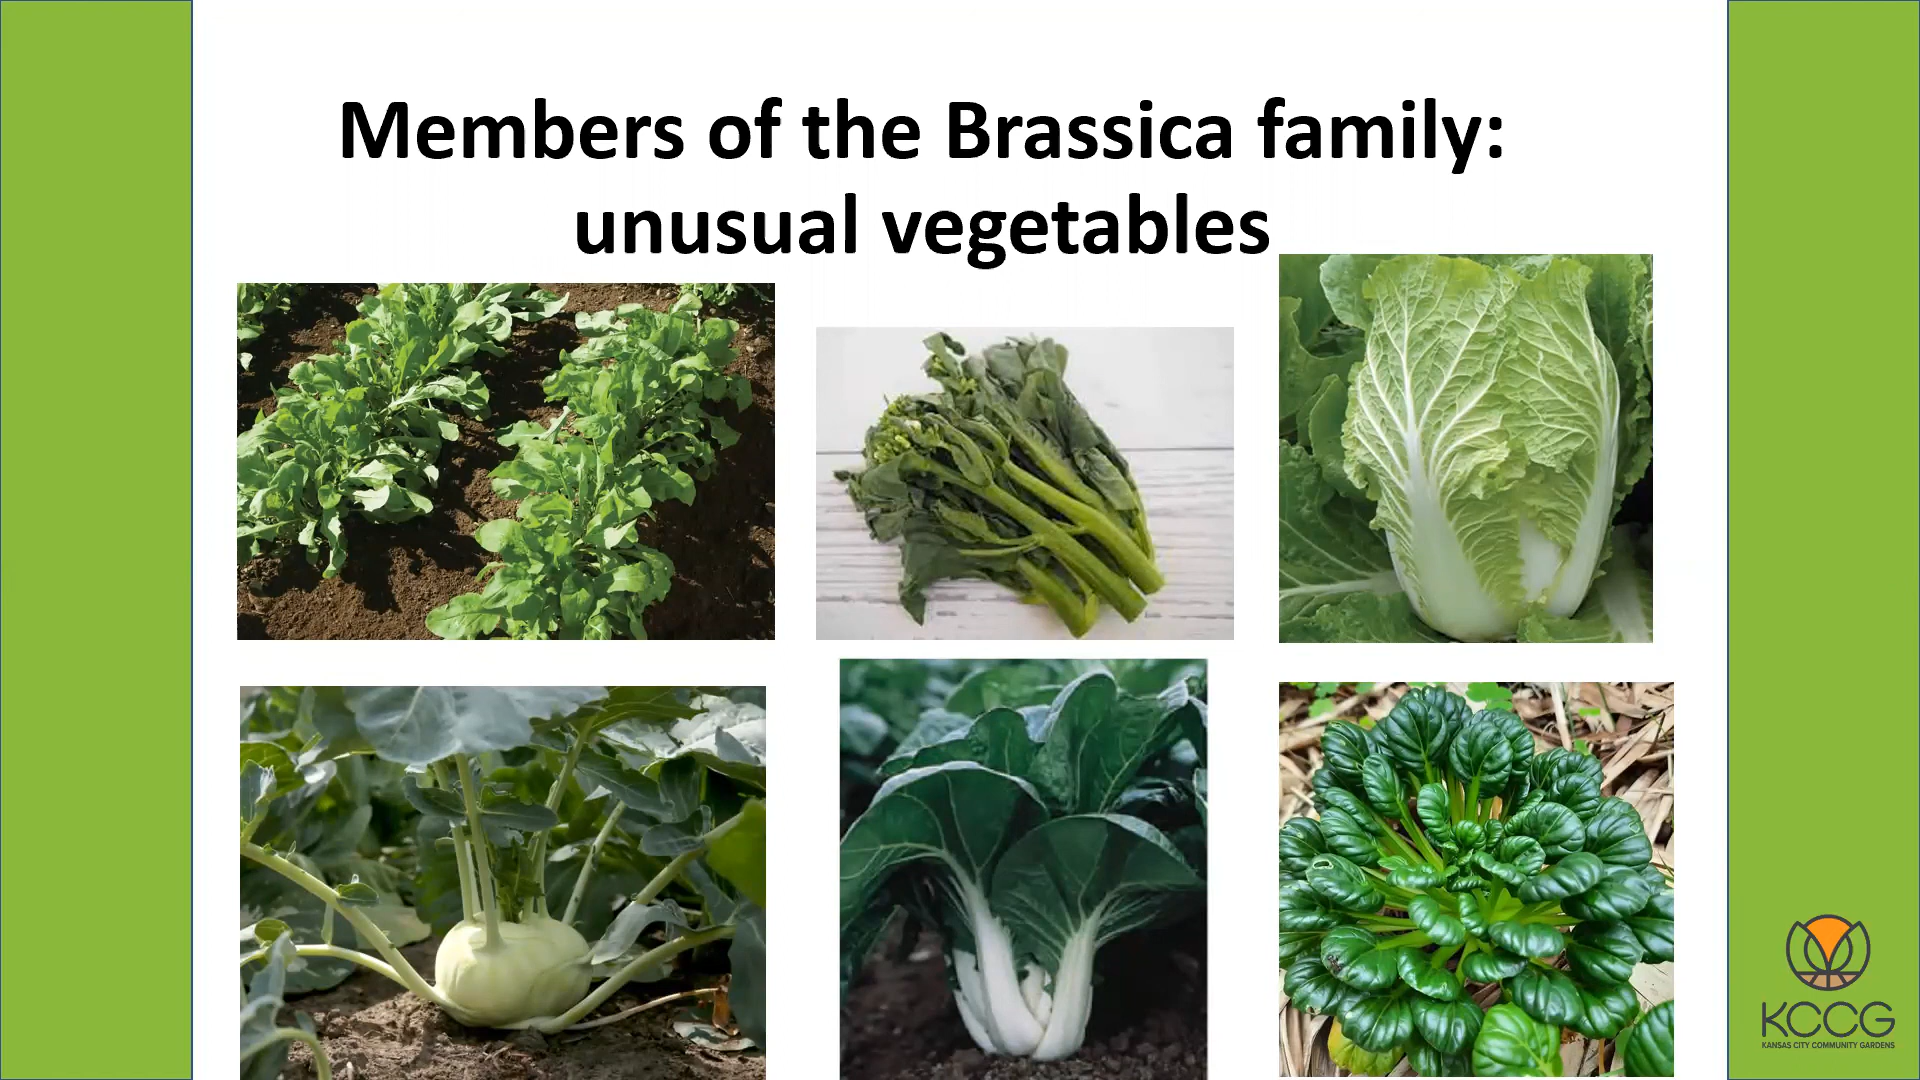 Members of the Brassica family:
unusual vegetables
KCCG
KANSAS CITY COMMUNITY GARDENS